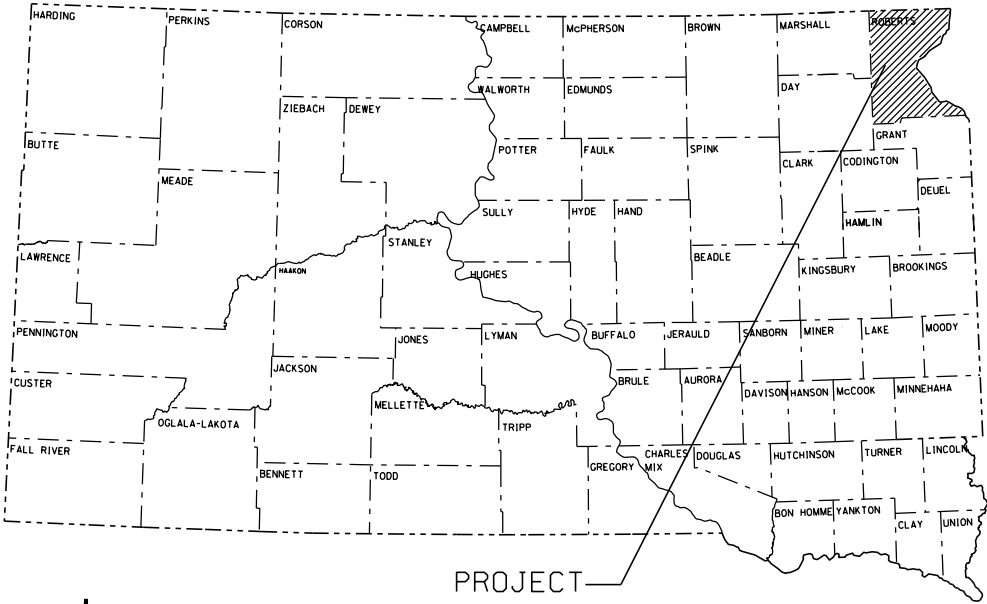 HARDING
PERKINS
CORSON
CAMPBELL
McPHERSON
BROWN
MARSHALL
ROBERTS
WALWORTH
EDMUNDS
DAY
ZIEBACH
DEWEY
BUTTE
POTTER
FAULK
SPINK
GRANT
CLARK
CODINGTON
MEADE
DEUEL
SULLY
HYDE
HAND
HAMLIN
STANLEY
LAWRENCE
HAAKON
HUGHES
BEADLE
KINGSBURY
BROOKINGS
PENNINGTON
JONES
LYMAN
BUFFALO
JERAULD
SANBORN
MINER
LAKE
MOODY
JACKSON
CUSTER
BRULE
AURORA
DAVISON
HANSON
McCOOK
MINNEHAHA
MELLETTE
OGLALA-LAKOTA
TRIPP
FALL RIVER
BENNETT
TODD
GREGORY
CHARLES
MIX
DOUGLAS
HUTCHINSON
TURNER
LINCOLN
BON HOMME
YANKTON
CLAY
UNION
PROJECT